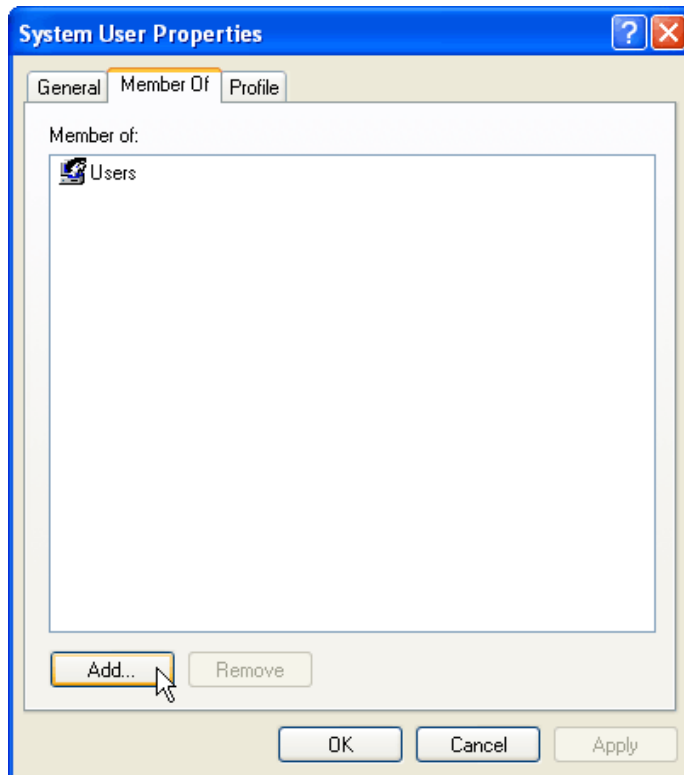 System User Properties
?
General Member Of Profile
Member of:
Users
Add... Remove
OK Cancel Apply